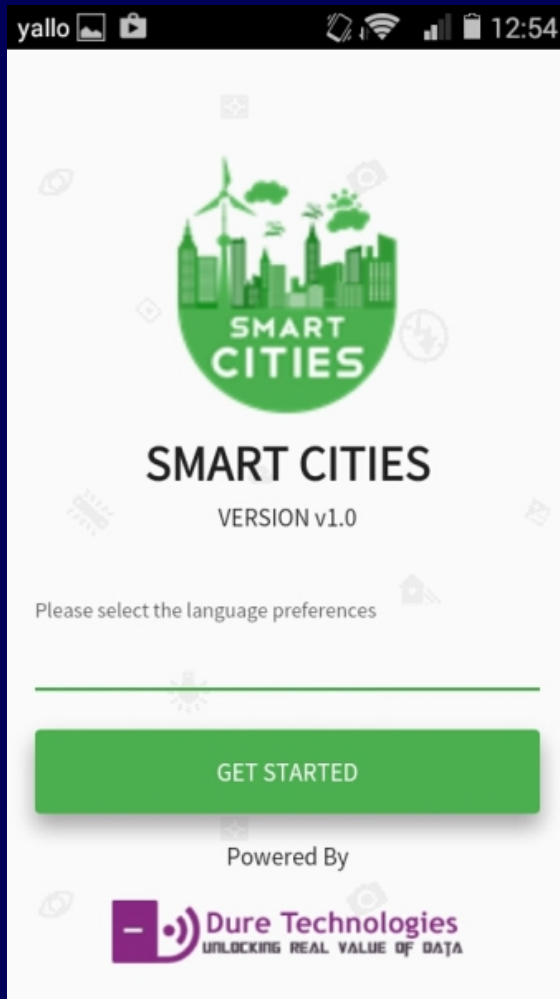 yallo 12:54
SMART
CITIES
SMART CITIES
VERSION v1.0
Please select the language preferences
GET STARTED
Powered By
Dure Technologies
UNLOCKING REAL VALUE OF DATA